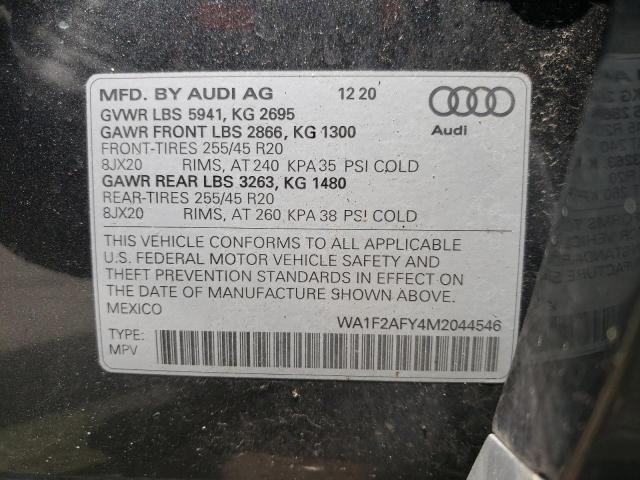 MFD. BY AUDI AG 12 20
GVWR LBS 5941, KG 2695
GAWR FRONT LBS 2866, KG 1300
Audi
FRONT-TIRES 255/45 R20
8JX20 RIMS, AT 240 KPA 35 PSI COLD
GAWR REAR LBS 3263, KG 1480
REAR-TIRES 255/45 R20
8JX20 RIMS, AT 260 KPA 38 PSI COLD
THIS VEHICLE CONFORMS TO ALL APPLICABLE
U.S. FEDERAL MOTOR VEHICLE SAFETY AND
THEFT PREVENTION STANDARDS IN EFFECT ON
THE DATE OF MANUFACTURE SHOWN ABOVE.
MEXICO
WA1F2AFY4M2044546
TYPE:
MPV